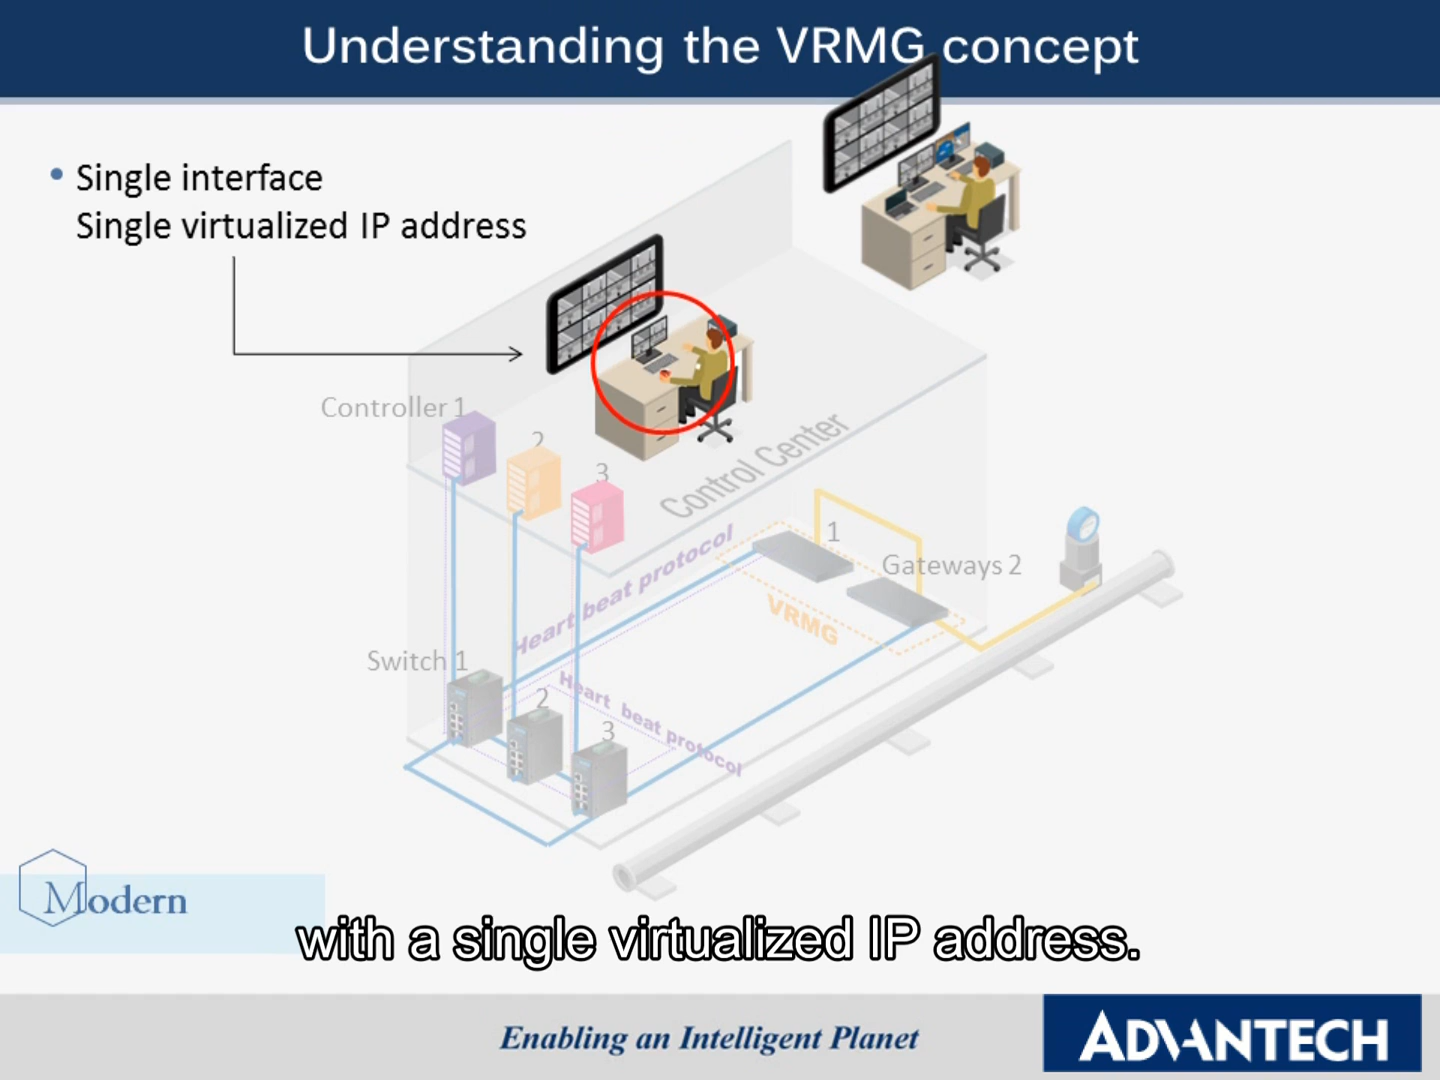 Understanding the VRMG concept
• Single interface
Single virtualized IP address
Controller 1
2
3
Control Center
Heart beat protocol
1
Gateways 2
VRMG
Switch 1
2
3
Heart beat protocol
Modern
with a single virtualized IP address.
Enabling an Intelligent Planet
ADVANTECH